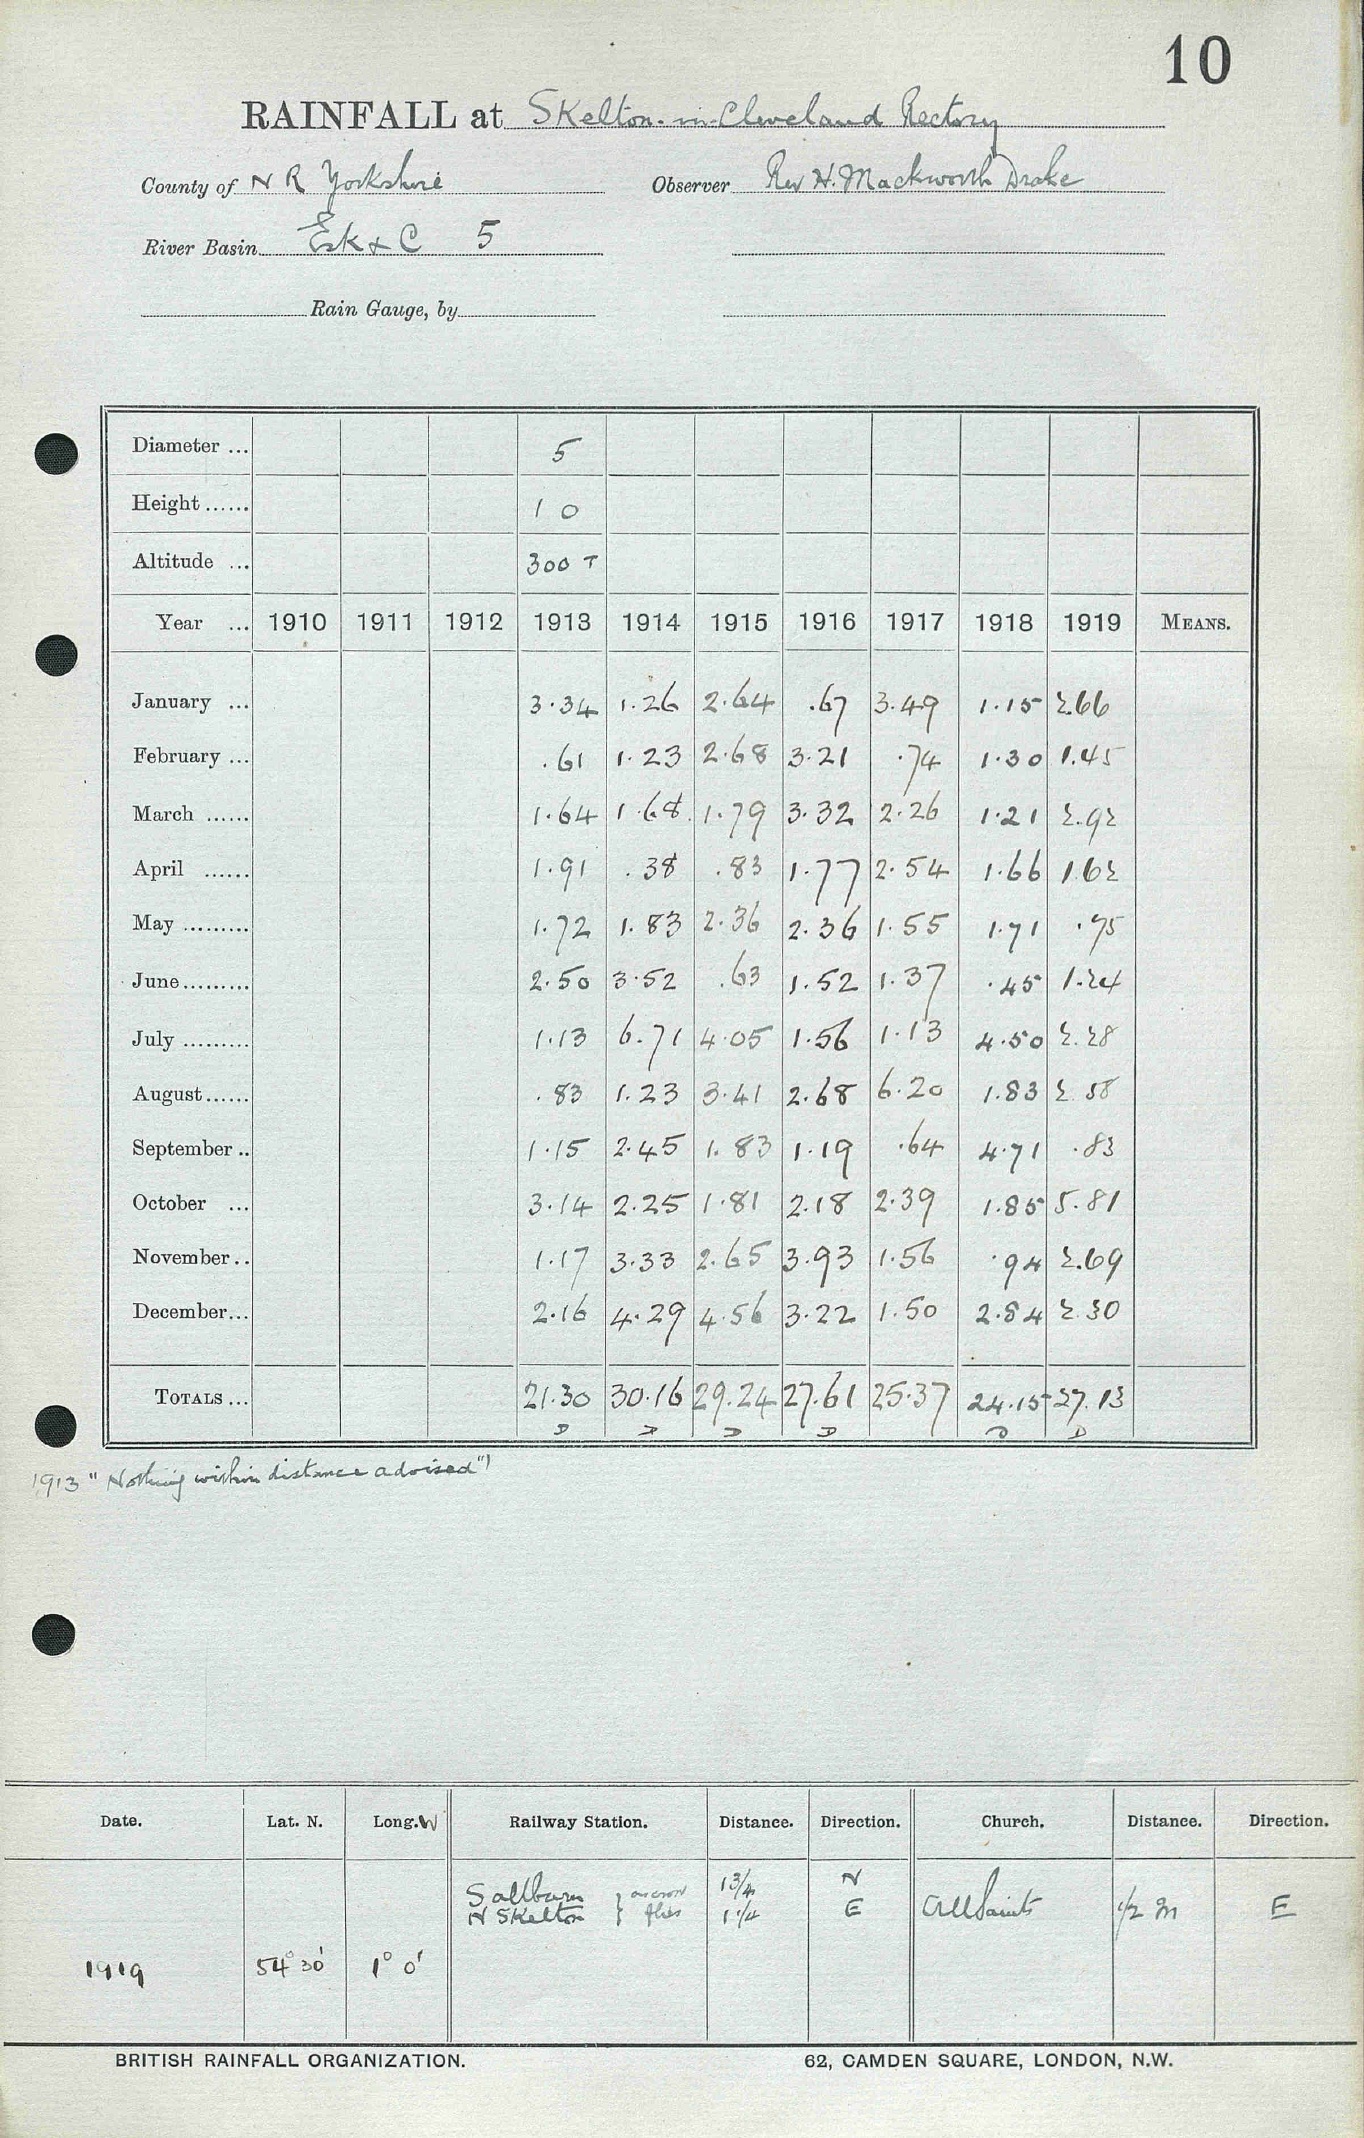 10
RAINFALL at Skelton-in-Cleveland Rectory
County of N R Yorkshire Observer Rev H. Mackworth Drake
River Basin Esk & C 5
Rain Gauge, by
Diameter ... 5
Height ...... 1 0
Altitude ... 300 T
Year ... 1910 1911 1912 1913 1914 1915 1916 1917 1918 1919 MEANS.
January ... 3.34 1.26 2.64 .67 3.49 1.15 2.66
February ... .61 1.23 2.68 3.21 .74 1.30 1.45
March ...... 1.64 1.68 1.79 3.32 2.26 1.21 2.92
April ...... 1.91 .38 .83 1.77 2.54 1.66 1.62
May ......... 1.72 1.83 2.36 2.36 1.55 1.71 .75
June ......... 2.50 3.52 .63 1.52 1.37 .45 1.24
July ......... 1.13 6.71 4.05 1.56 1.13 4.50 2.28
August ...... .83 1.23 3.41 2.68 6.20 1.83 2.58
September .. 1.15 2.45 1.83 1.19 .64 4.71 .83
October ... 3.14 2.25 1.81 2.18 2.39 1.85 5.81
November .. 1.17 3.33 2.65 3.93 1.56 .94 2.69
December ... 2.16 4.29 4.56 3.22 1.50 2.84 2.30
TOTALS ... 21.30 30.16 29.24 27.61 25.37 24.15 27.13
D D D D D D
1913 "Nothing within distance advised"
Date. Lat. N. Long. W Railway Station. Distance. Direction. Church. Distance. Direction.
Saltburn } as crow 1 3/4 N
N Skelton } flies 1 1/4 E All Saints 1/2 m E
1919 54° 30' 1° 0'
BRITISH RAINFALL ORGANIZATION. 62, CAMDEN SQUARE, LONDON, N.W.